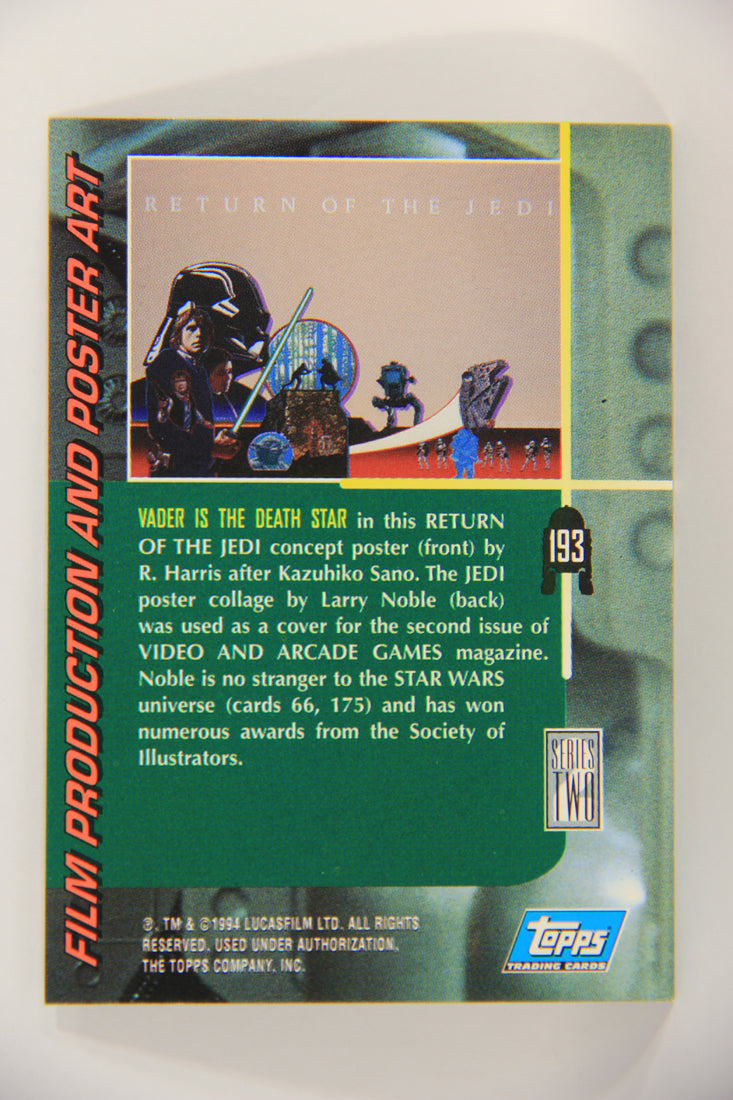 FILM PRODUCTION AND POSTER ART
RETURN OF THE JEDI
VADER IS THE DEATH STAR in this RETURN
OF THE JEDI concept poster (front) by
R. Harris after Kazuhiko Sano. The JEDI
poster collage by Larry Noble (back)
was used as a cover for the second issue of
VIDEO AND ARCADE GAMES magazine.
Noble is no stranger to the STAR WARS
universe (cards 66, 175) and has won
numerous awards from the Society of
Illustrators.
193
SERIES
TWO
®, TM & ©1994 LUCASFILM LTD. ALL RIGHTS
RESERVED. USED UNDER AUTHORIZATION.
THE TOPPS COMPANY, INC.
topps
TRADING CARDS